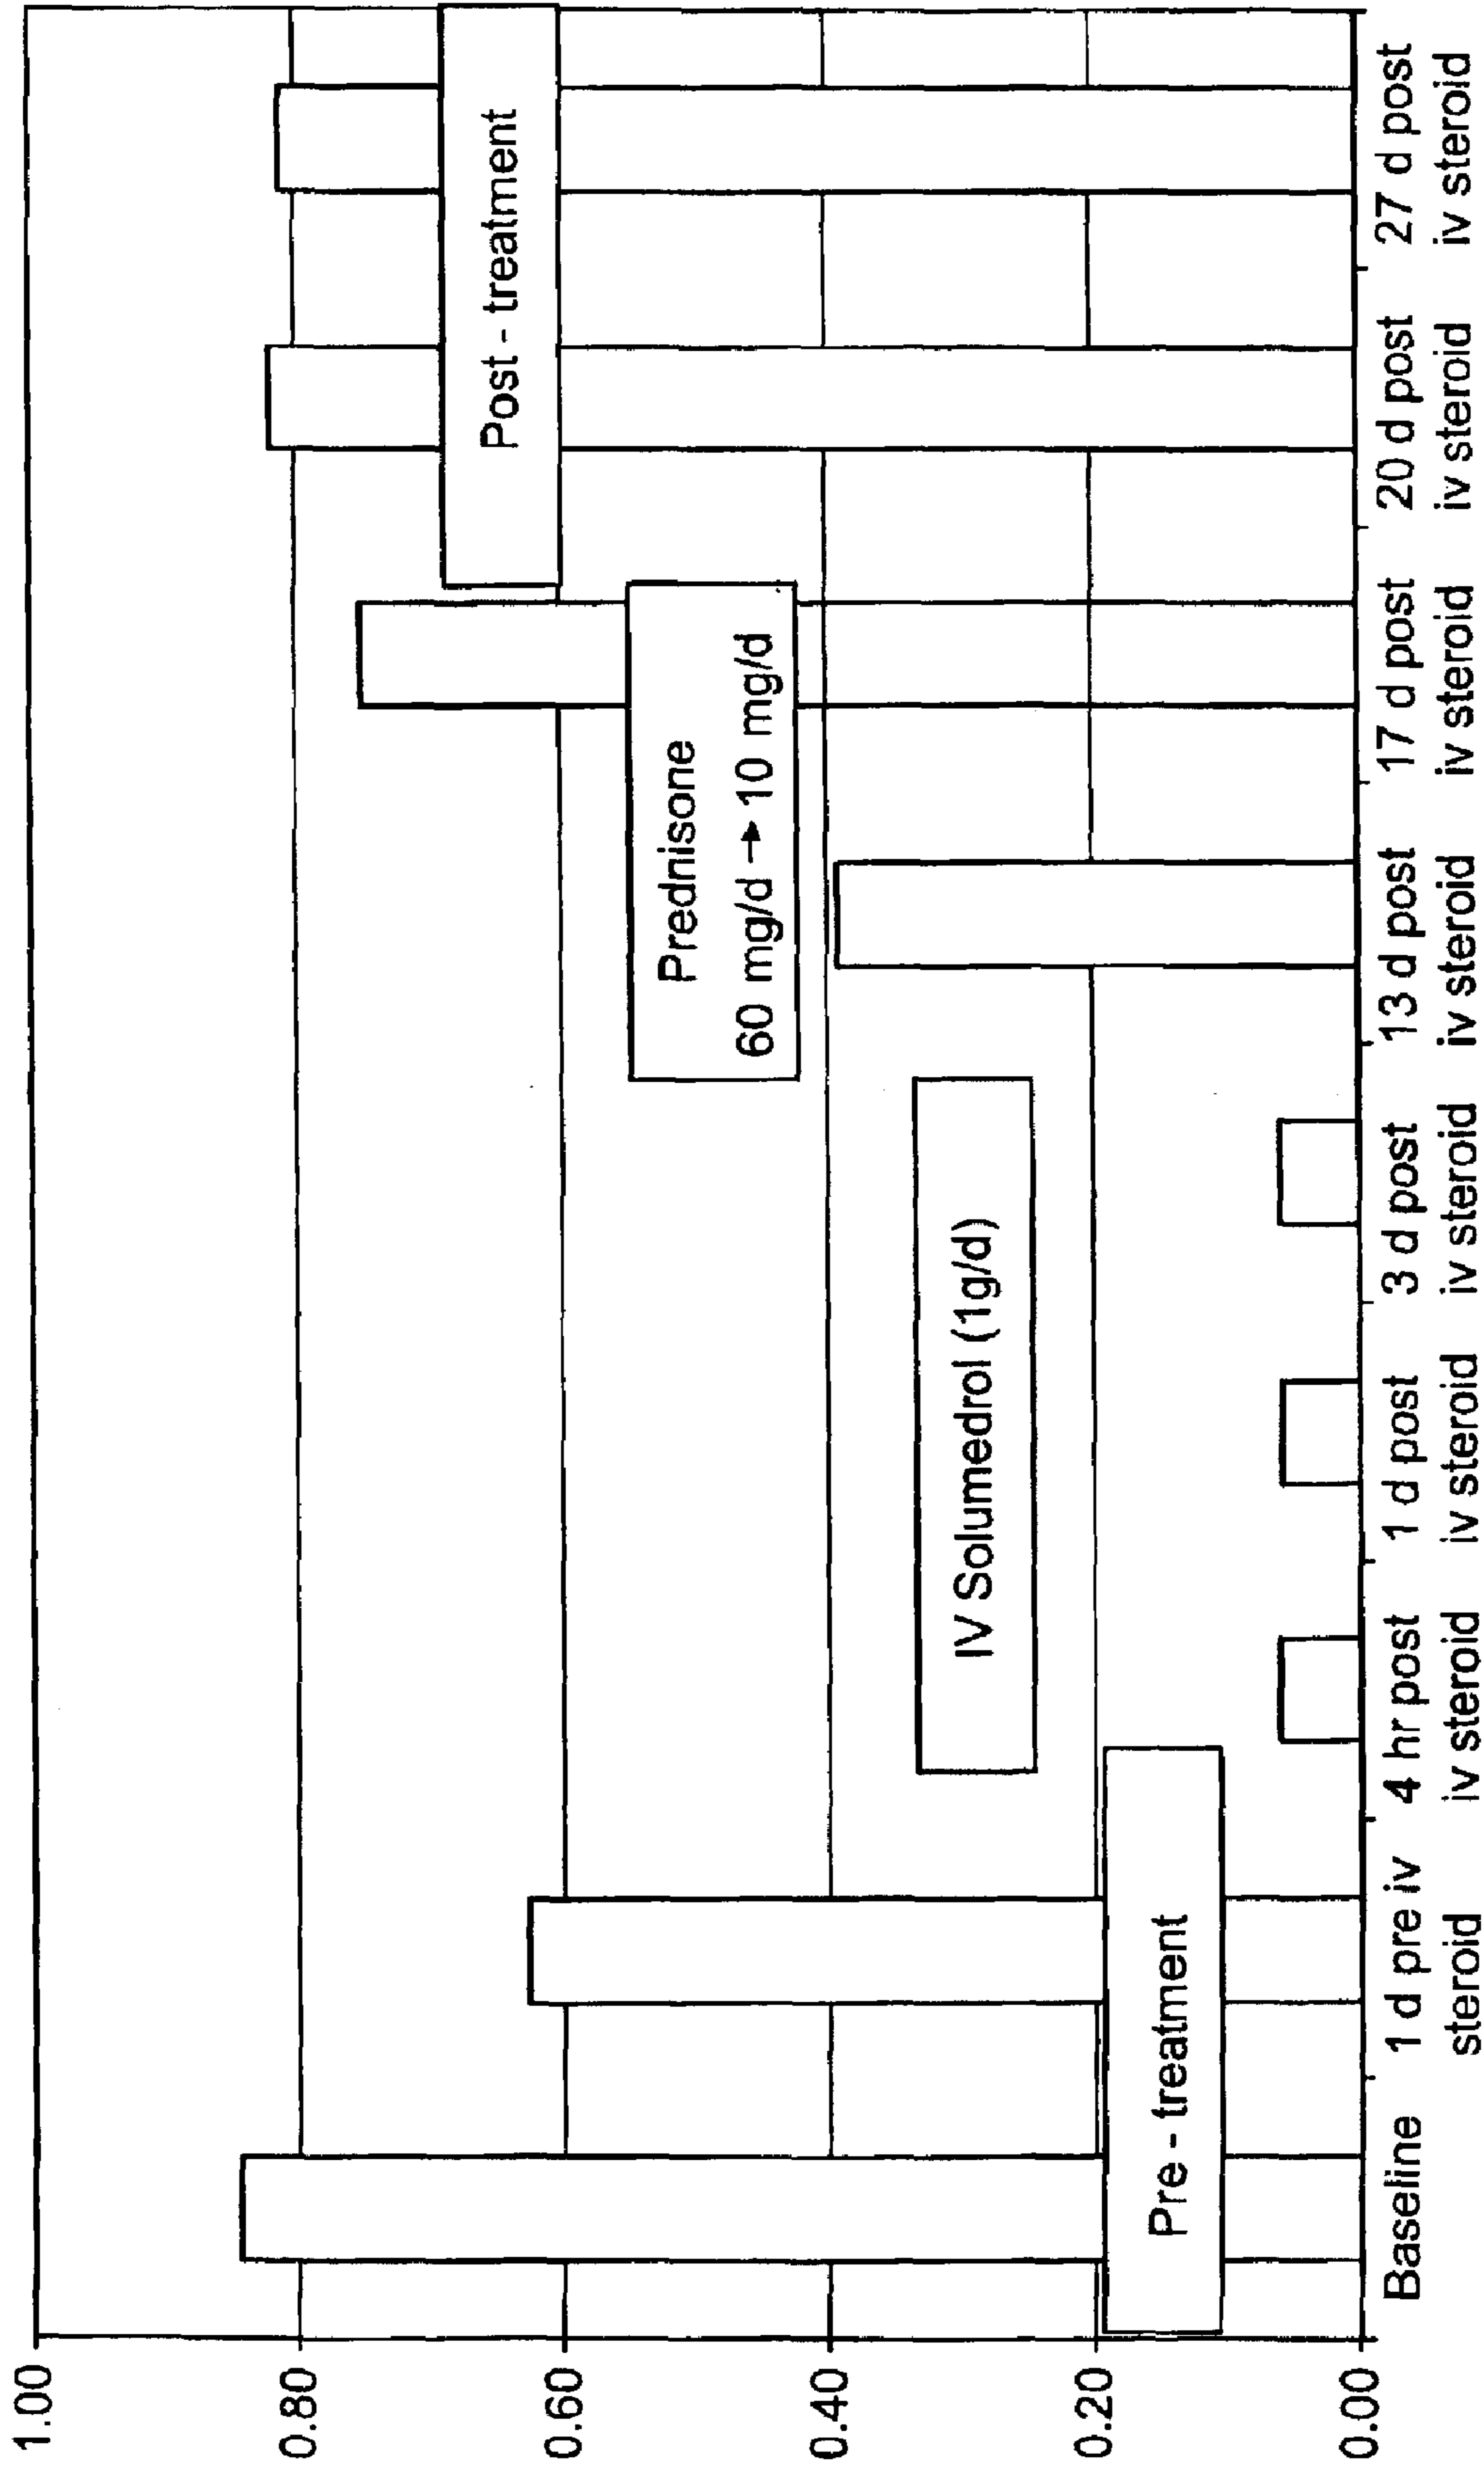 1.00
0.80
0.60
0.40
0.20
0.00
Post - treatment
Prednisone
60 mg/d → 10 mg/d
IV Solumedrol (1g/d)
Pre - treatment
Baseline
1 d pre iv
steroid
4 hr post
iv steroid
1 d post
iv steroid
3 d post
iv steroid
13 d post
iv steroid
17 d post
iv steroid
20 d post
iv steroid
27 d post
iv steroid